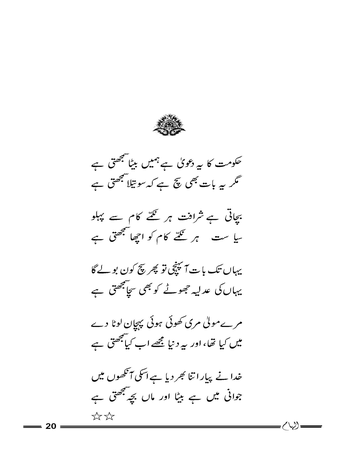 حکومت کا یہ دعویٰ ہے ہمیں بیٹا سمجھتی ہے
مگر یہ بات بھی سچ ہے کہ سوتیلا سمجھتی ہے
بچاتی ہے شرافت ہر نکمّے کام سے پہلو
سیا ست ہر نکمّے کام کو اچھا سمجھتی ہے
یہاں تک بات آ پہنچی تو پھر سچ کون بولے گا
یہاں کی عدلیہ جھوٹے کو بھی سچا سمجھتی ہے
مرے مولیٰ مری کھوئی ہوئی پہچان لوٹا دے
میں کیا تھا، اور یہ دنیا مجھے اب کیا سمجھتی ہے
خدا نے پیار اتنا بھر دیا ہے اسکی آنکھوں میں
جوانی میں ہے بیٹا اور ماں بچہ سمجھتی ہے
☆☆
20